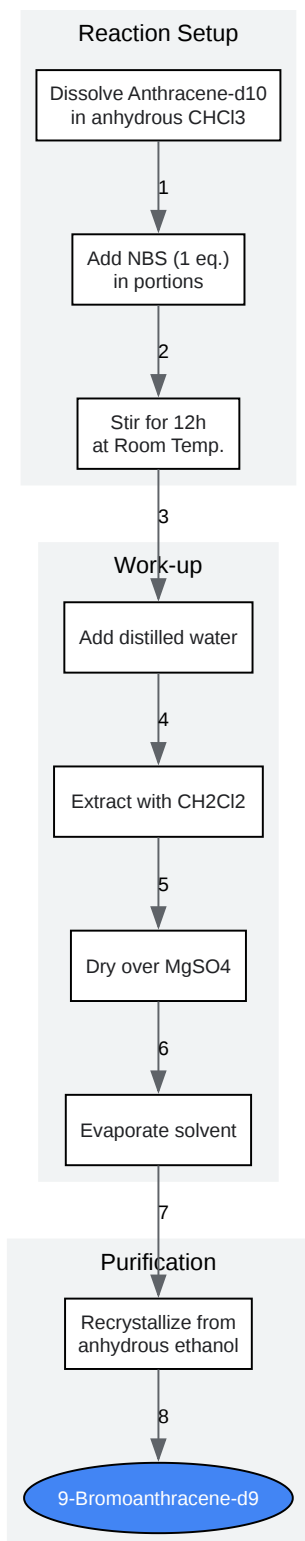 Reaction Setup
Dissolve Anthracene-d10
in anhydrous CHCl3
1
Add NBS (1 eq.)
in portions
2
Stir for 12h
at Room Temp.
3
Work-up
Add distilled water
4
Extract with CH2Cl2
5
Dry over MgSO4
6
Evaporate solvent
7
Purification
Recrystallize from
anhydrous ethanol
8
9-Bromoanthracene-d9